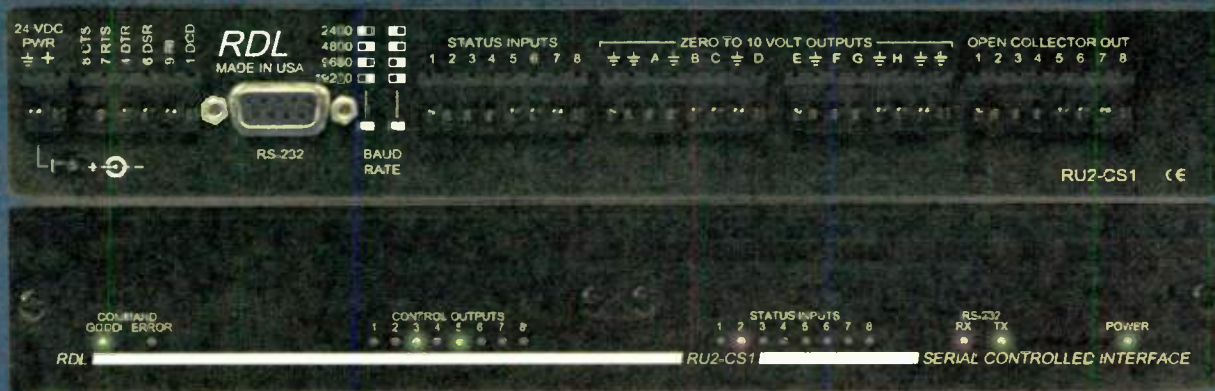 24 VDC
PWR
+
8 CTS
7 RTS
4 DTR
6 DSR
9 RI
1 DCD
RDL
MADE IN USA
RS-232
2400
4800
9600
19200
BAUD
RATE
STATUS INPUTS
1 2 3 4 5 6 7 8
ZERO TO 10 VOLT OUTPUTS
A B C D E F G H
OPEN COLLECTOR OUT
1 2 3 4 5 6 7 8
+ -
RU2-CS1 CE
COMMAND
GOOD ERROR
CONTROL OUTPUTS
1 2 3 4 5 6 7 8
STATUS INPUTS
1 2 3 4 5 6 7 8
RS-232
RX TX
POWER
RDL RU2-CS1 SERIAL CONTROLLED INTERFACE